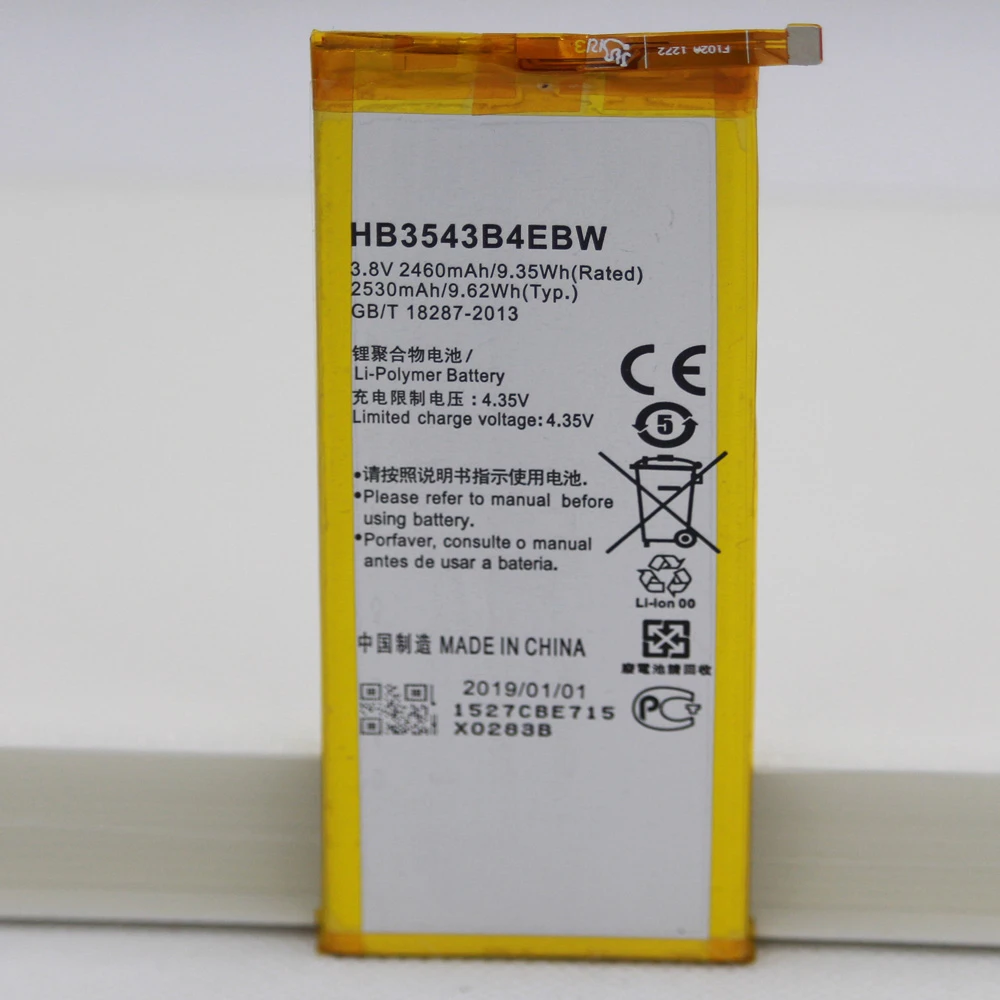 F102A 1272
HB3543B4EBW
3.8V 2460mAh/9.35Wh(Rated)
2530mAh/9.62Wh(Typ.)
GB/T 18287-2013
锂聚合物电池/
Li-Polymer Battery
充电限制电压:4.35V
Limited charge voltage:4.35V
CE
5
•请按照说明书指示使用电池.
•Please refer to manual before
using battery.
•Porfaver, consulte o manual
antes de usar a bateria.
Li-ion 00
中国制造 MADE IN CHINA
廢電池請回收
2019/01/01
1527CBE715
X0283B
PC